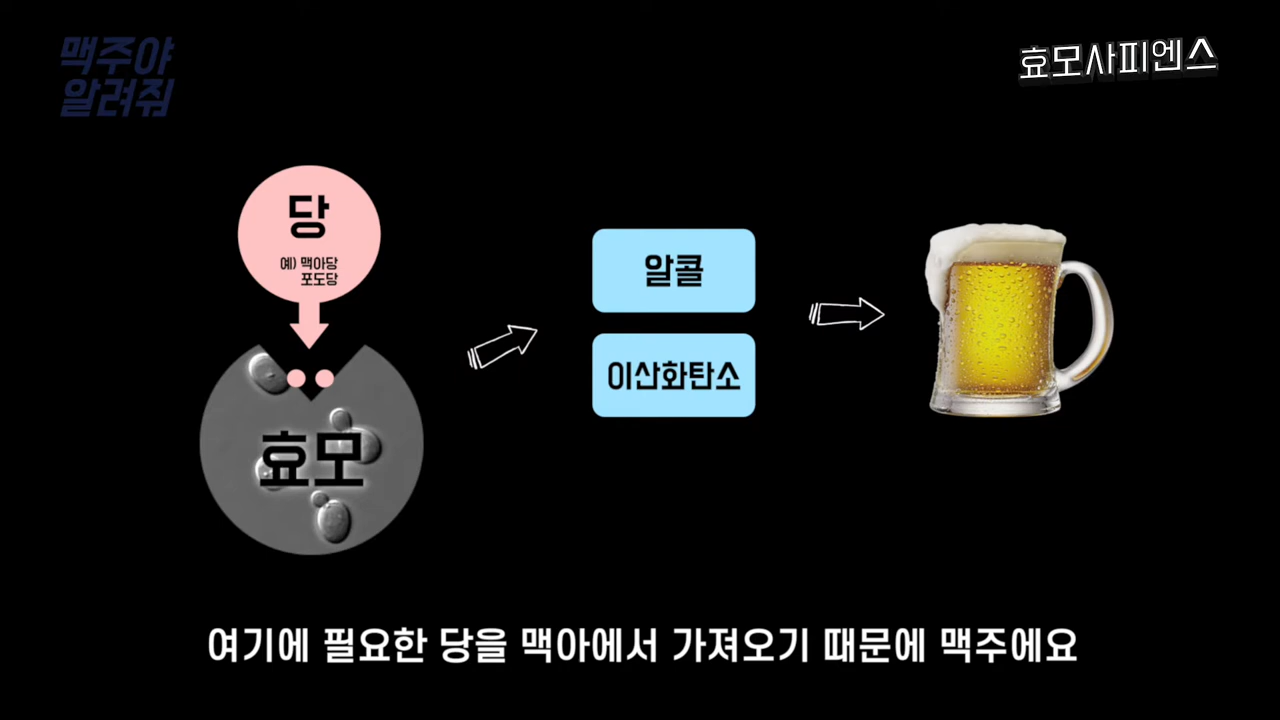 맥주야
알려줘
효모사피엔스
당
예) 맥아당
포도당
효모
알콜
이산화탄소
여기에 필요한 당을 맥아에서 가져오기 때문에 맥주에요